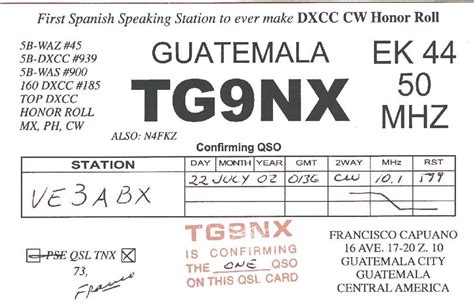 First Spanish Speaking Station to ever make DXCC CW Honor Roll
5B-WAZ #45
5B-DXCC #939
5B-WAS #900
160 DXCC #185
TOP DXCC
HONOR ROLL
MX, PH, CW
GUATEMALA
TG9NX
ALSO: N4FKZ
EK 44
50
MHZ
Confirming QSO
STATION DAY MONTH YEAR GMT 2WAY MHz RST
VE3ABX 22 JULY 02 0136 CW 10.1 599
PSE QSL TNX
73,
Franco
TG9NX
IS CONFIRMING
THE ONE QSO
ON THIS QSL CARD
FRANCISCO CAPUANO
16 AVE. 17-20 Z. 10
GUATEMALA CITY
GUATEMALA
CENTRAL AMERICA